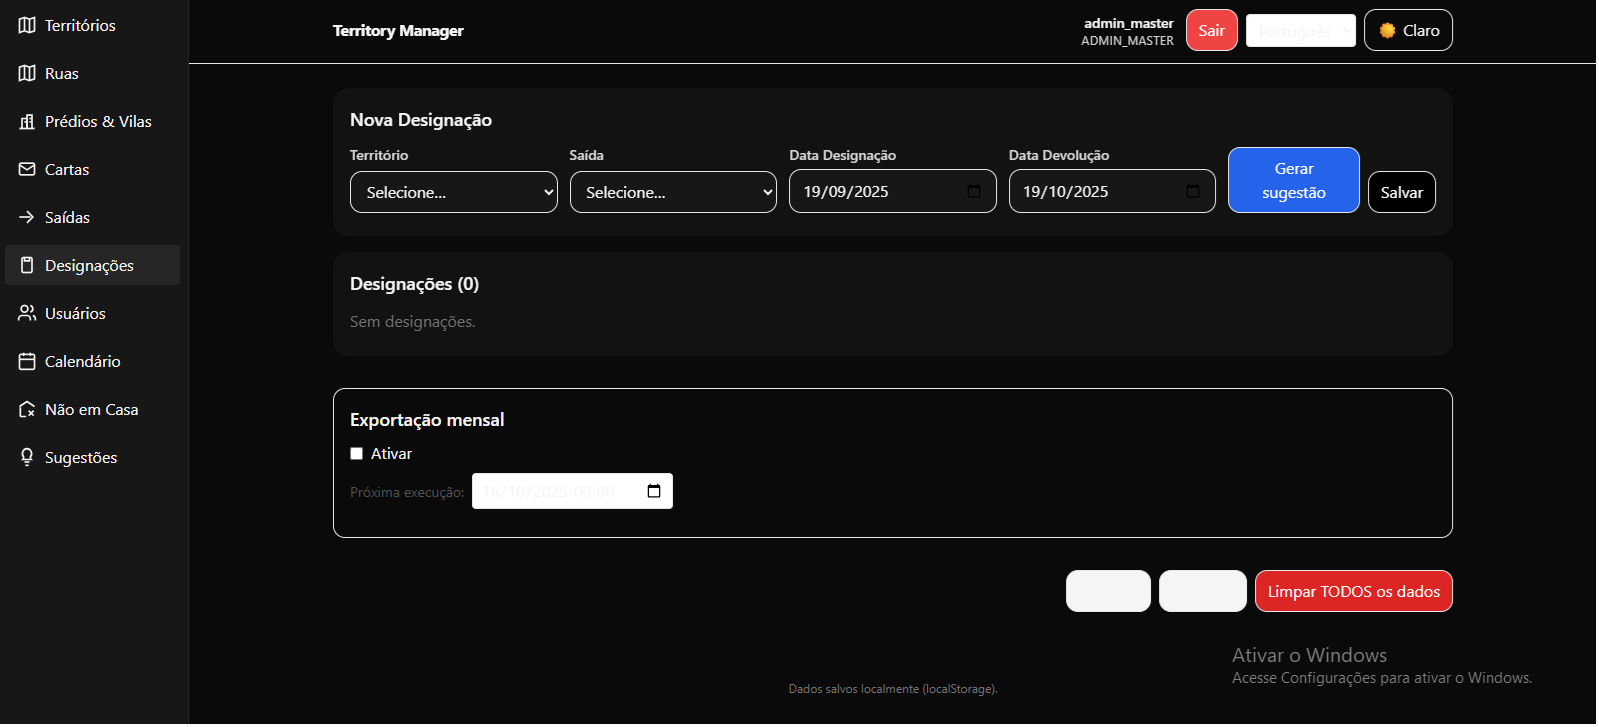 Territórios
Ruas
Prédios & Vilas
Cartas
Saídas
Designações
Usuários
Calendário
Não em Casa
Sugestões
Territory Manager
admin_master
ADMIN_MASTER
Sair
Português
Claro
Nova Designação
Território
Selecione...
Saída
Selecione...
Data Designação
19/09/2025
Data Devolução
19/10/2025
Gerar
sugestão
Salvar
Designações (0)
Sem designações.
Exportação mensal
Ativar
Próxima execução: 18/10/2025 00:00
Limpar TODOS os dados
Ativar o Windows
Acesse Configurações para ativar o Windows.
Dados salvos localmente (localStorage).